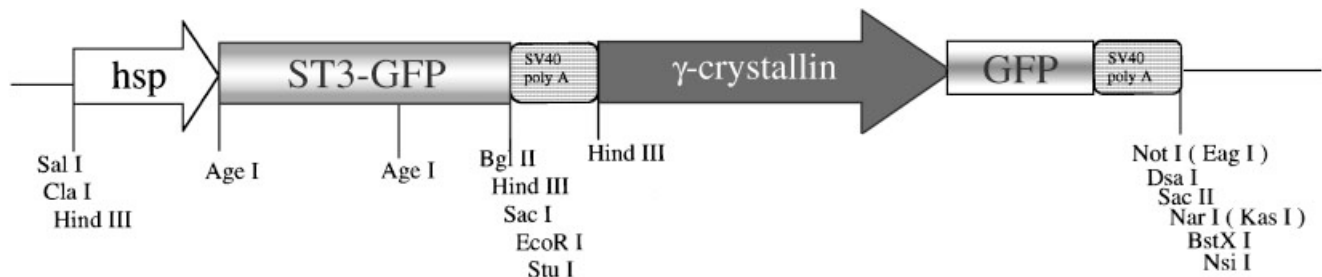 hsp
ST3-GFP
SV40
poly A
γ-crystallin
GFP
SV40
poly A
Sal I
Cla I
Hind III
Age I
Age I
Bgl II
Hind III
Sac I
EcoR I
Stu I
Hind III
Not I ( Eag I )
Dsa I
Sac II
Nar I ( Kas I )
BstX I
Nsi I